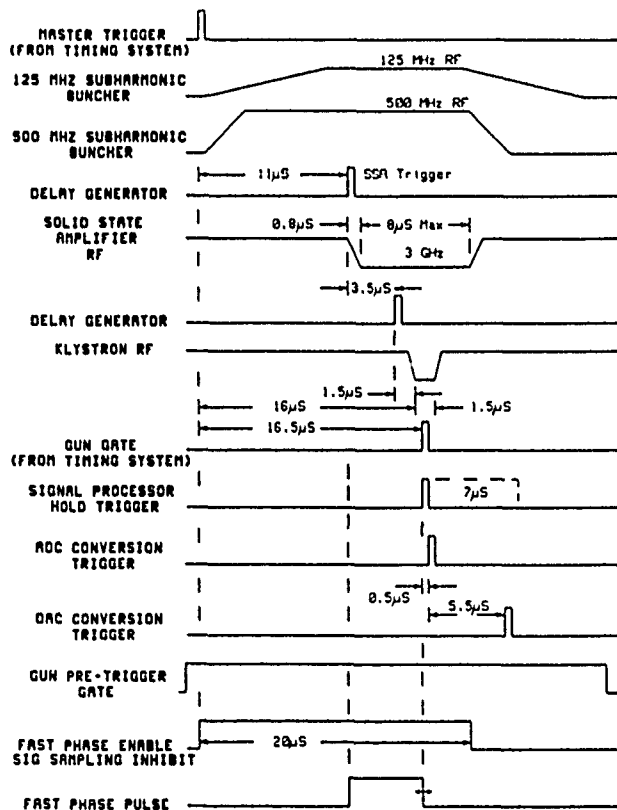 MASTER TRIGGER
(FROM TIMING SYSTEM)
125 MHz RF
125 MHZ SUBHARMONIC
BUNCHER
500 MHz RF
500 MHZ SUBHARMONIC
BUNCHER
11µS
SSA Trigger
DELAY GENERATOR
SOLID STATE
AMPLIFIER
RF
0.8µS
8µS Max
3 GHz
3.5µS
DELAY GENERATOR
KLYSTRON RF
1.5µS
16µS
1.5µS
16.5µS
GUN GATE
(FROM TIMING SYSTEM)
SIGNAL PROCESSOR
HOLD TRIGGER
7µS
ADC CONVERSION
TRIGGER
0.5µS
5.5µS
DAC CONVERSION
TRIGGER
GUN PRE-TRIGGER
GATE
FAST PHASE ENABLE
SIG SAMPLING INHIBIT
20µS
FAST PHASE PULSE